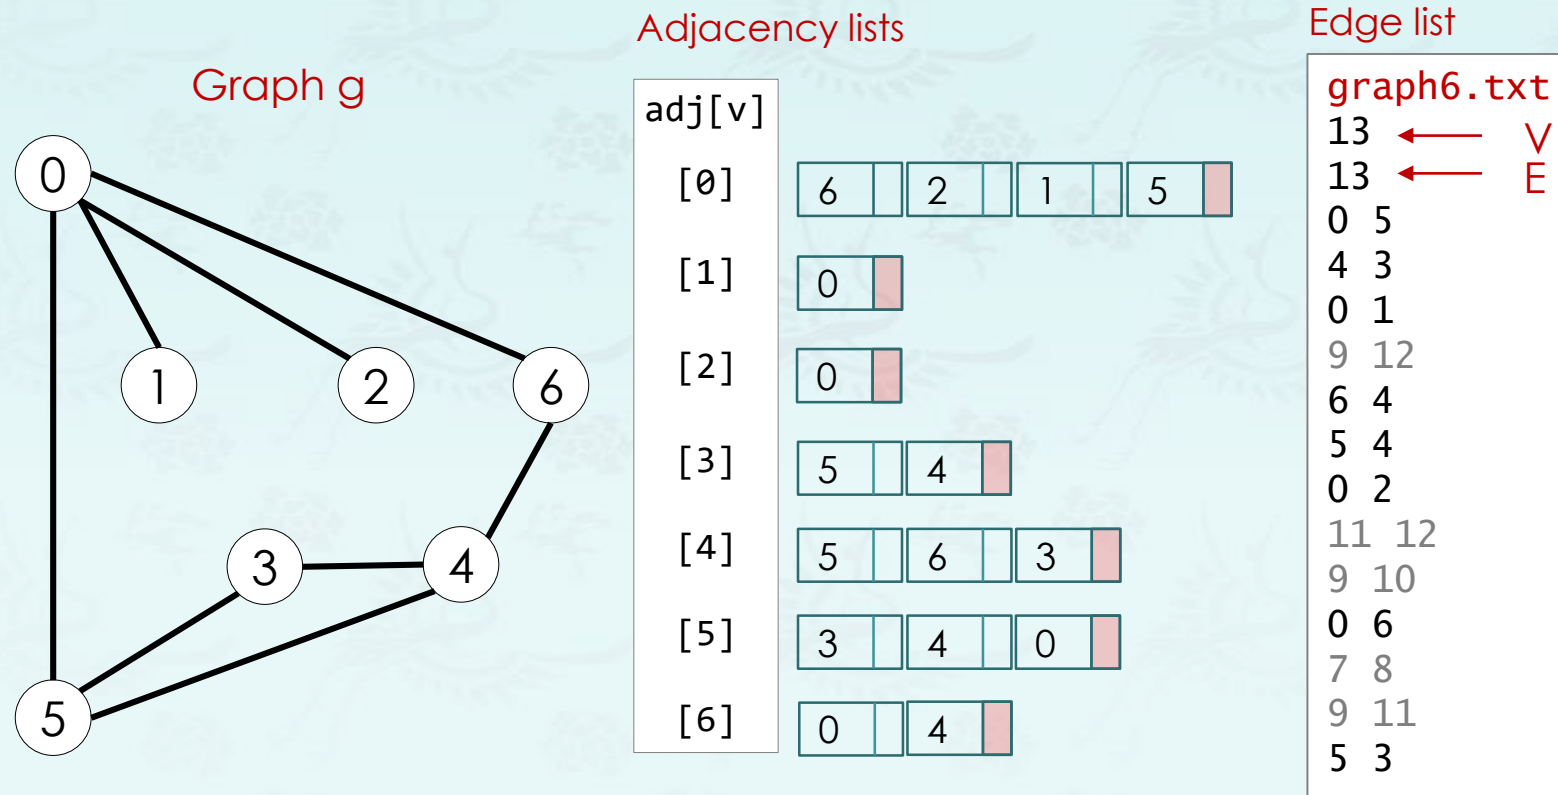 Graph g
0
1
2
6
3
4
5
Adjacency lists
adj[v]
[0] 6 2 1 5
[1] 0
[2] 0
[3] 5 4
[4] 5 6 3
[5] 3 4 0
[6] 0 4
Edge list
graph6.txt
13 V
13 E
0 5
4 3
0 1
9 12
6 4
5 4
0 2
11 12
9 10
0 6
7 8
9 11
5 3